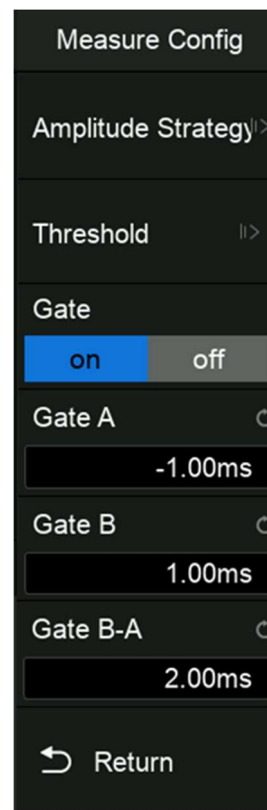 Measure Config
Amplitude Strategy
Threshold
Gate
on off
Gate A
-1.00ms
Gate B
1.00ms
Gate B-A
2.00ms
Return